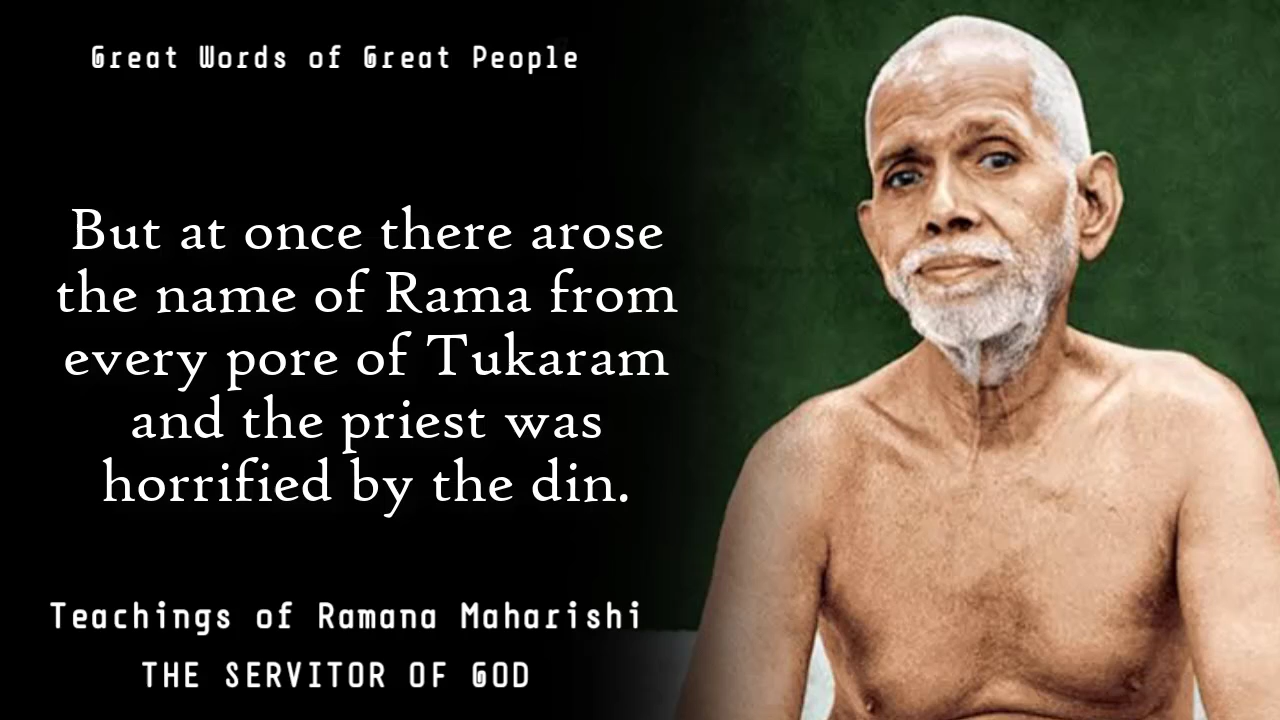 Great Words of Great People
But at once there arose
the name of Rama from
every pore of Tukaram
and the priest was
horrified by the din.
Teachings of Ramana Maharishi
THE SERVITOR OF GOD